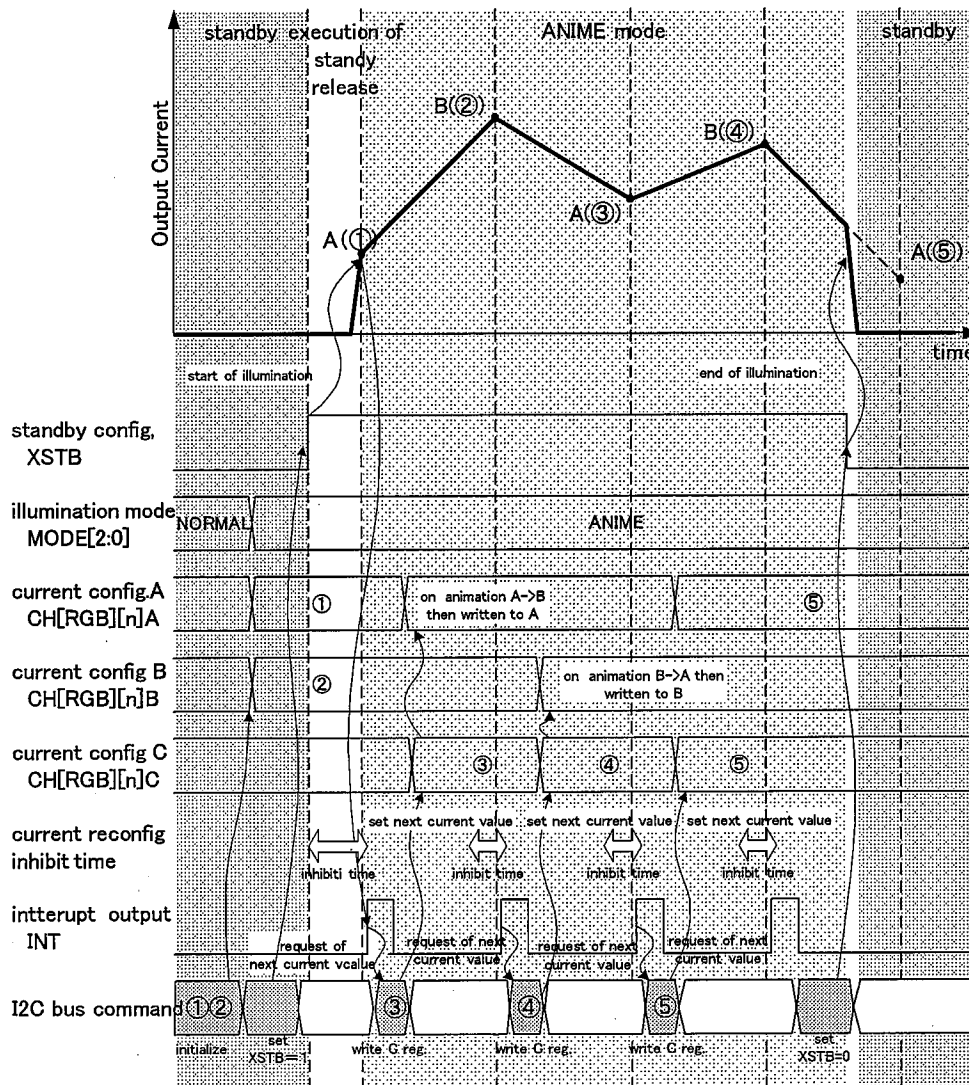 standby execution of
standy
release
ANIME mode
standby
Output Current
B(②)
B(④)
A(①)
A(③)
A(⑤)
time
start of illumination
end of illumination
standby config,
XSTB
illumination mode
MODE[2:0]
NORMAL
ANIME
current config.A
CH[RGB][n]A
①
on animation A->B
then written to A
⑤
current config B
CH[RGB][n]B
②
on animation B->A then
written to B
current config C
CH[RGB][n]C
③
④
⑤
current reconfig
inhibit time
set next current value
set next current value
set next current value
inhibiti time
inhibit time
inhibit time
inhibit time
intterupt output
INT
request of
next current vcalue
request of next
current value
request of next
current value
request of next
current value
I2C bus command
①②
③
④
⑤
initialize
set
XSTB=1
write C reg.
write C reg.
write C reg.
set
XSTB=0